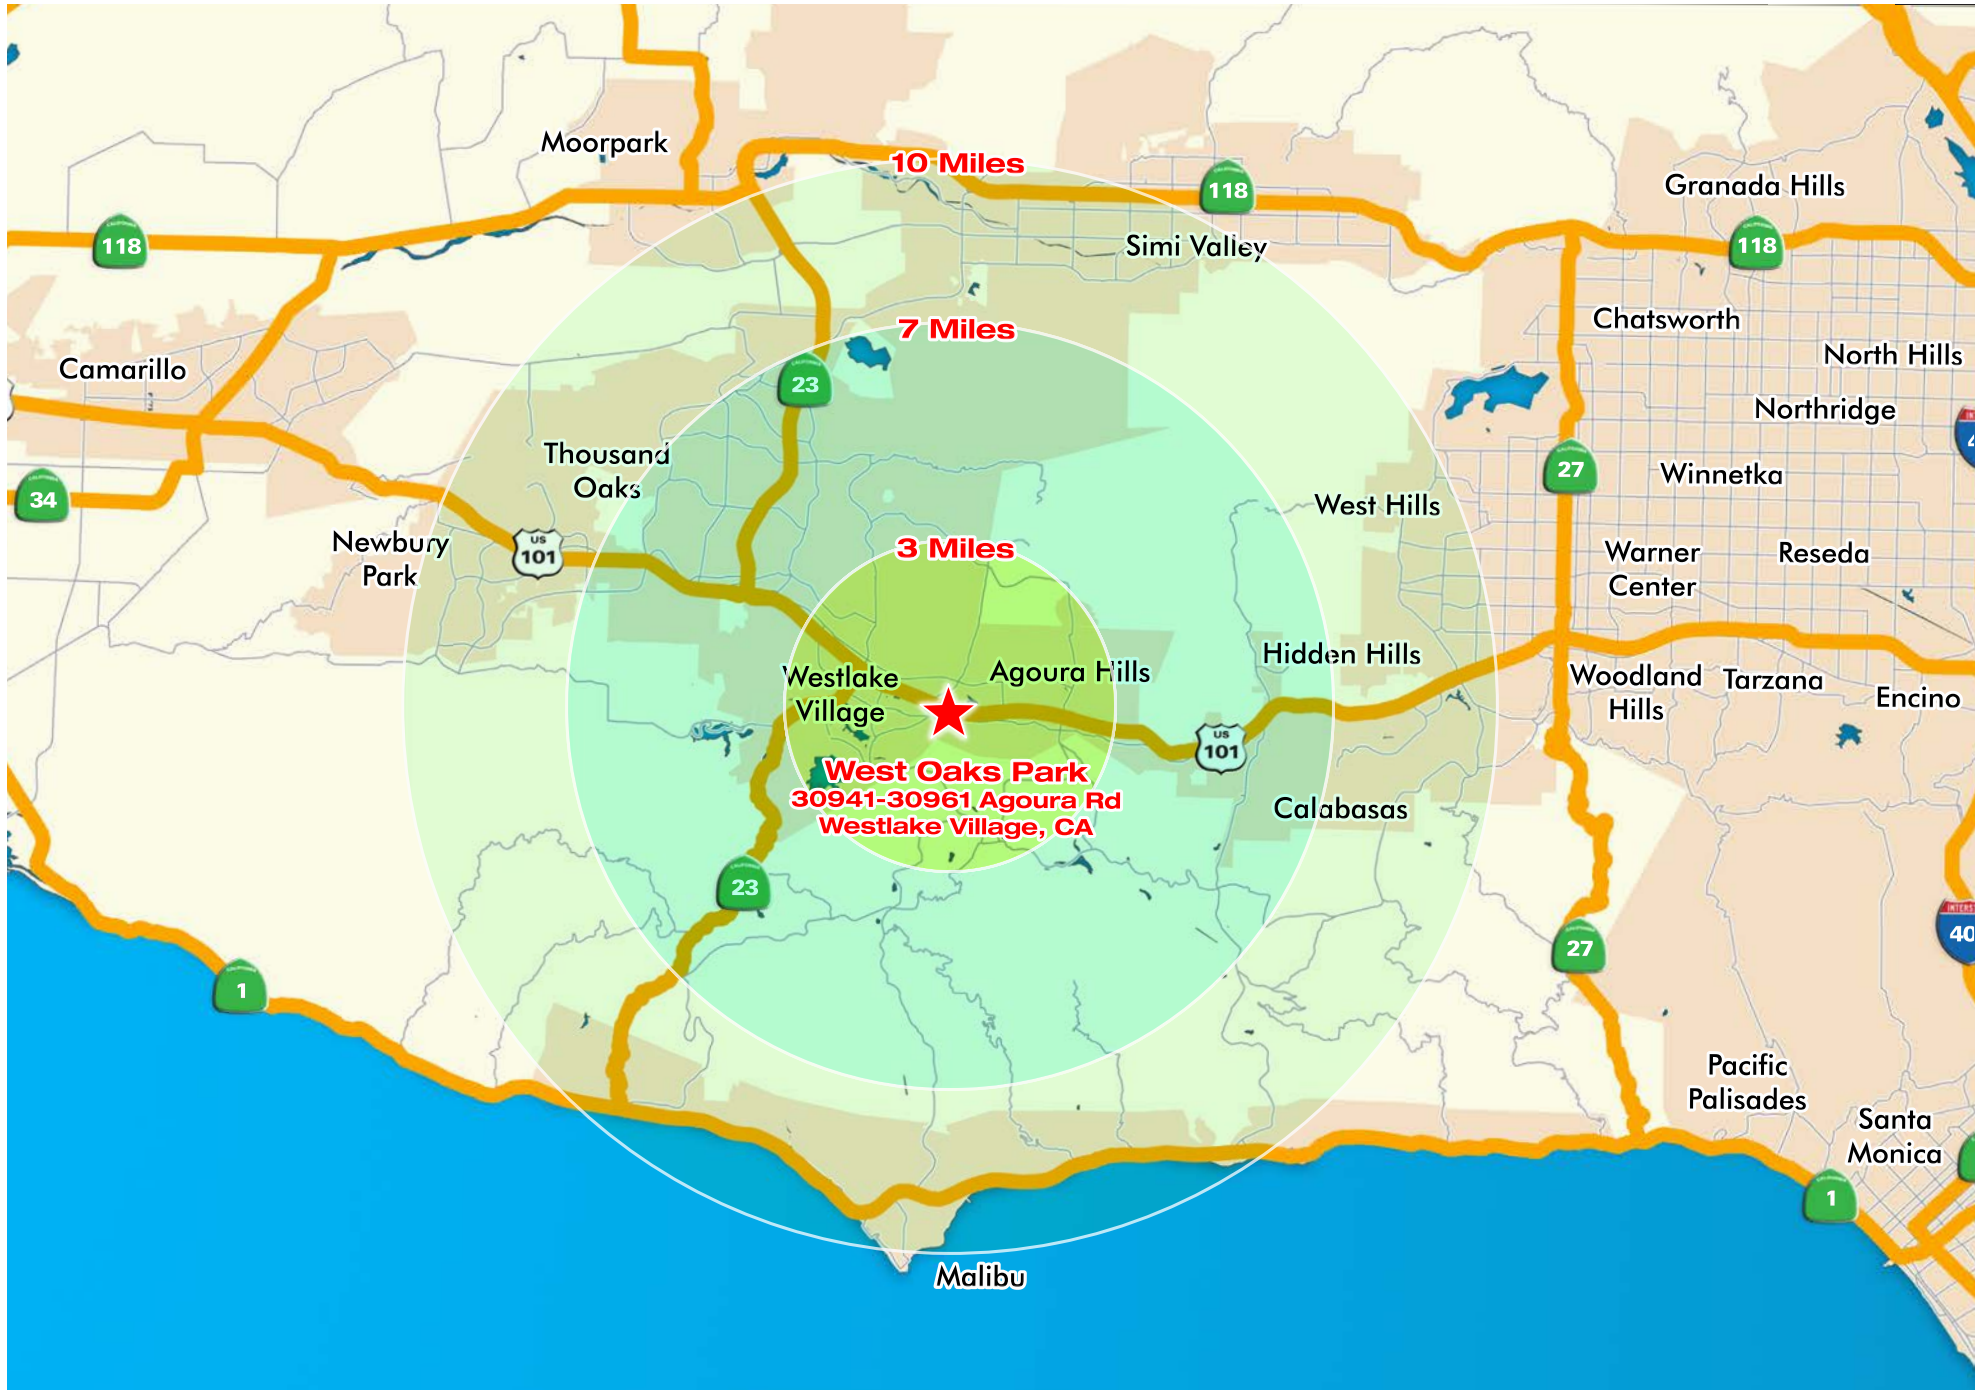 Moorpark
10 Miles
118
Granada Hills
118
118
Simi Valley
Chatsworth
7 Miles
North Hills
Camarillo
23
Northridge
Thousand
Oaks
27
Winnetka
34
West Hills
Newbury
Park
US
101
3 Miles
Warner
Center
Reseda
Hidden Hills
Westlake
Village
Agoura Hills
Woodland
Hills
Tarzana
Encino
US
101
West Oaks Park
30941-30961 Agoura Rd
Westlake Village, CA
Calabasas
23
27
40
1
Pacific
Palisades
Santa
Monica
1
Malibu